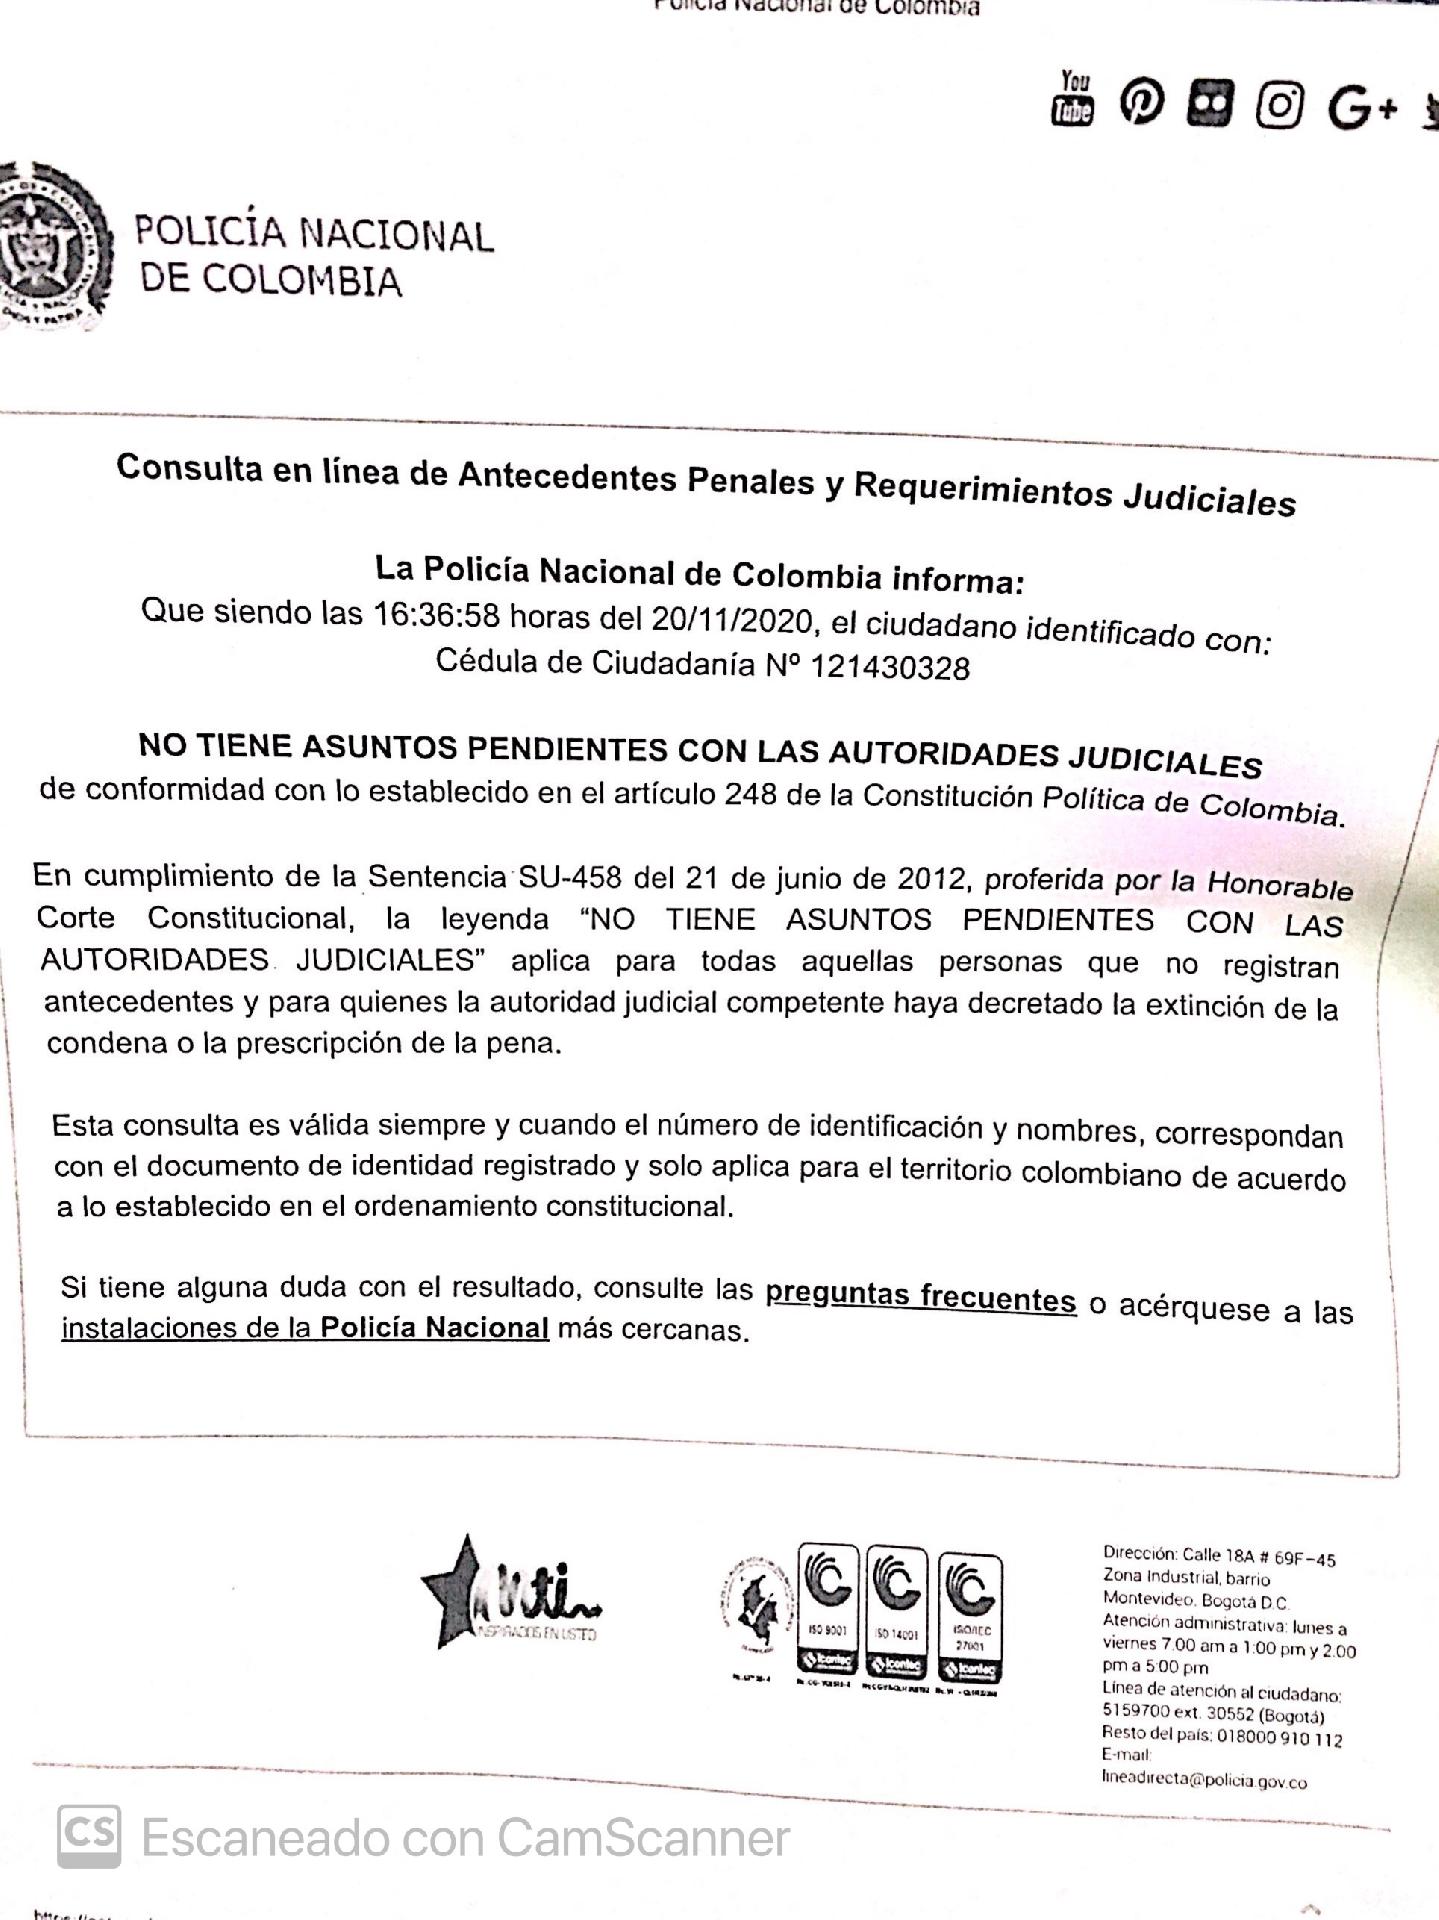 Policía Nacional de Colombia
You
Tube
G+
POLICÍA NACIONAL
DE COLOMBIA
Consulta en línea de Antecedentes Penales y Requerimientos Judiciales
La Policía Nacional de Colombia informa:
Que siendo las 16:36:58 horas del 20/11/2020, el ciudadano identificado con:
Cédula de Ciudadanía Nº 121430328
NO TIENE ASUNTOS PENDIENTES CON LAS AUTORIDADES JUDICIALES
de conformidad con lo establecido en el artículo 248 de la Constitución Política de Colombia.
En cumplimiento de la Sentencia SU-458 del 21 de junio de 2012, proferida por la Honorable
Corte Constitucional, la leyenda “NO TIENE ASUNTOS PENDIENTES CON LAS
AUTORIDADES JUDICIALES” aplica para todas aquellas personas que no registran
antecedentes y para quienes la autoridad judicial competente haya decretado la extinción de la
condena o la prescripción de la pena.
Esta consulta es válida siempre y cuando el número de identificación y nombres, correspondan
con el documento de identidad registrado y solo aplica para el territorio colombiano de acuerdo
a lo establecido en el ordenamiento constitucional.
Si tiene alguna duda con el resultado, consulte las preguntas frecuentes o acérquese a las
instalaciones de la Policía Nacional más cercanas.
INSPIRADOS EN USTED
ISO 9001
ISO 14001
ISO/IEC
27001
icontec
icontec
icontec
Dirección: Calle 18A # 69F-45
Zona Industrial, barrio
Montevideo. Bogotá D.C.
Atención administrativa: lunes a
viernes 7:00 am a 1:00 pm y 2:00
pm a 5:00 pm
Línea de atención al ciudadano:
5159700 ext. 30552 (Bogotá)
Resto del país: 018000 910 112
E-mail:
lineadirecta@policia.gov.co
CS Escaneado con CamScanner